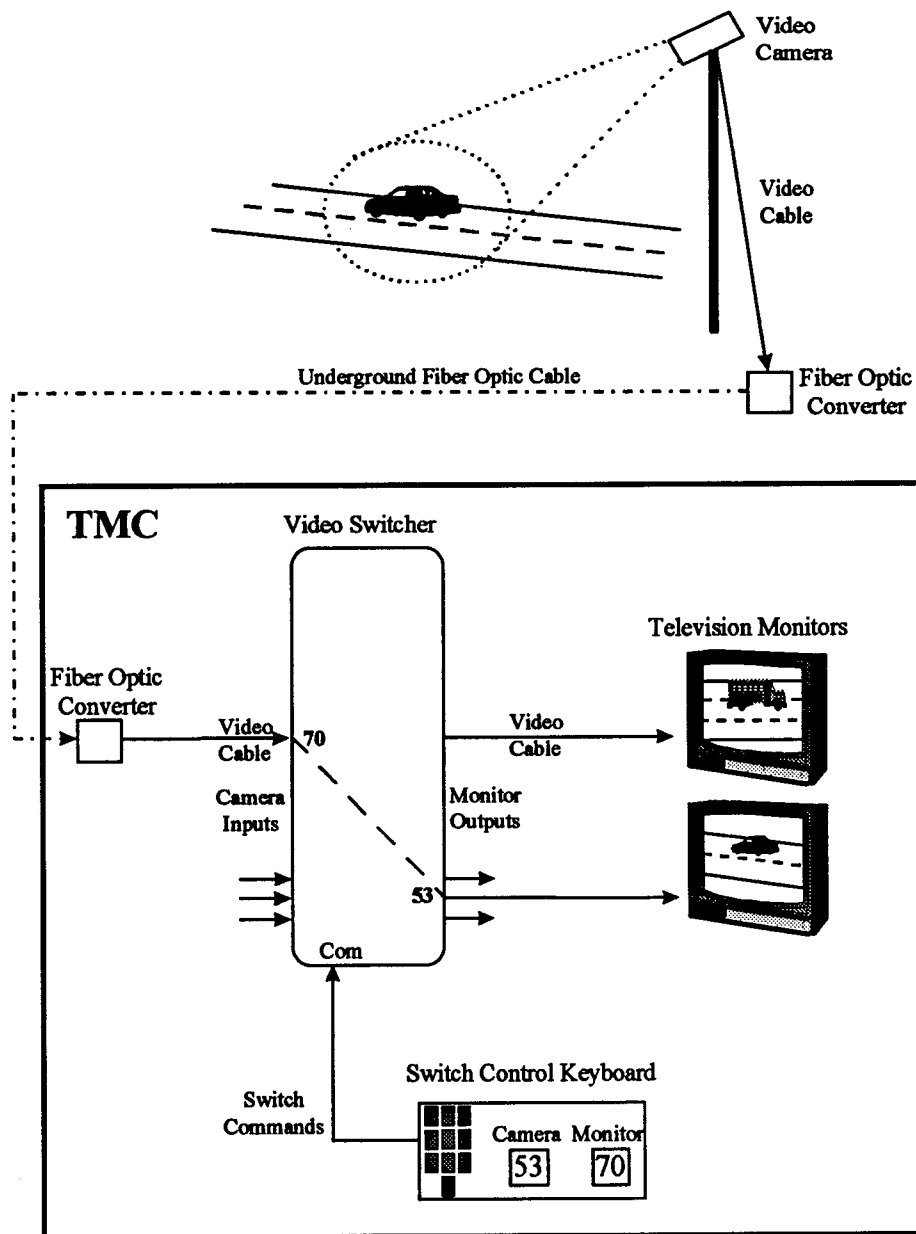 Video
Camera
Video
Cable
Underground Fiber Optic Cable
Fiber Optic
Converter
TMC
Video Switcher
Television Monitors
Fiber Optic
Converter
Video
Cable
70
Video
Cable
Camera
Inputs
Monitor
Outputs
53
Com
Switch Control Keyboard
Switch
Commands
Camera Monitor
53 70